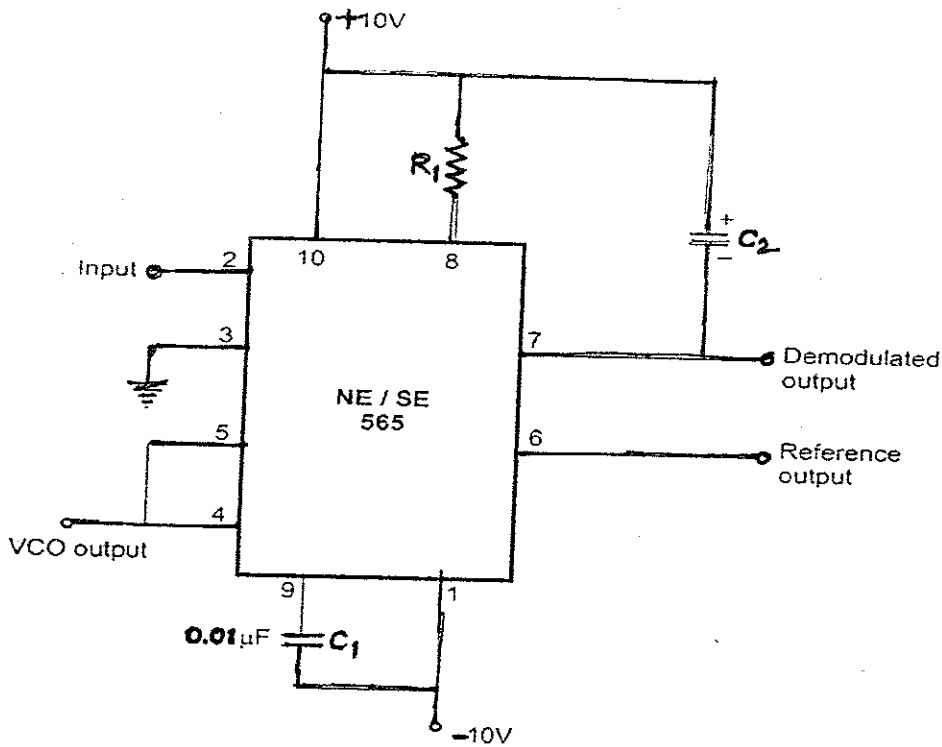 +10V
R1
+
C2
−
10
8
Input
2
3
7
Demodulated
output
NE / SE
565
5
6
Reference
output
4
VCO output
9
1
0.01 µF
C1
−10V